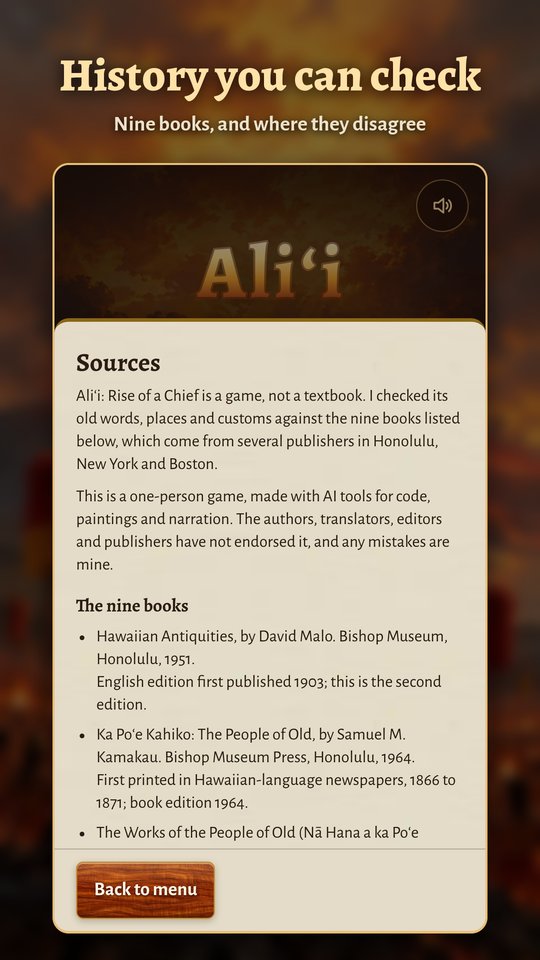 History you can check
Nine books, and where they disagree
Aliʻi
Sources
Aliʻi: Rise of a Chief is a game, not a textbook. I checked its
old words, places and customs against the nine books listed
below, which come from several publishers in Honolulu,
New York and Boston.
This is a one-person game, made with AI tools for code,
paintings and narration. The authors, translators, editors
and publishers have not endorsed it, and any mistakes are
mine.
The nine books
• Hawaiian Antiquities, by David Malo. Bishop Museum,
Honolulu, 1951.
English edition first published 1903; this is the second
edition.
• Ka Poʻe Kahiko: The People of Old, by Samuel M.
Kamakau. Bishop Museum Press, Honolulu, 1964.
First printed in Hawaiian-language newspapers, 1866 to
1871; book edition 1964.
• The Works of the People of Old (Nā Hana a ka Poʻe
Back to menu